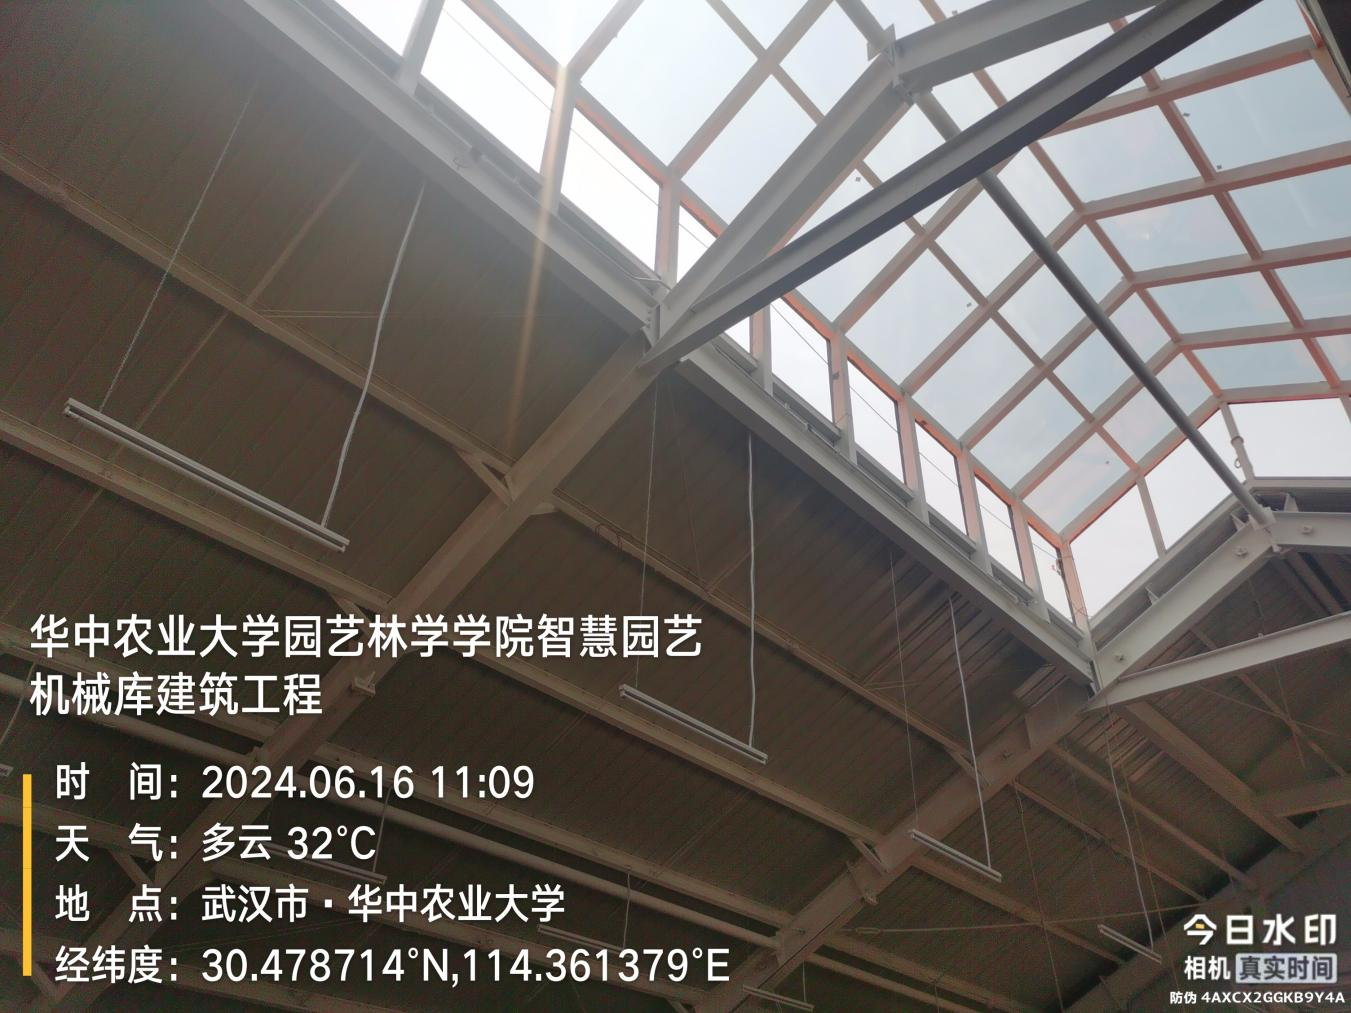 华中农业大学园艺林学学院智慧园艺
机械库建筑工程
时 间：2024.06.16 11:09
天 气：多云 32°C
地 点：武汉市·华中农业大学
经纬度：30.478714°N,114.361379°E
今日水印
相机 真实时间
防伪 4AXCX2GGKB9Y4A